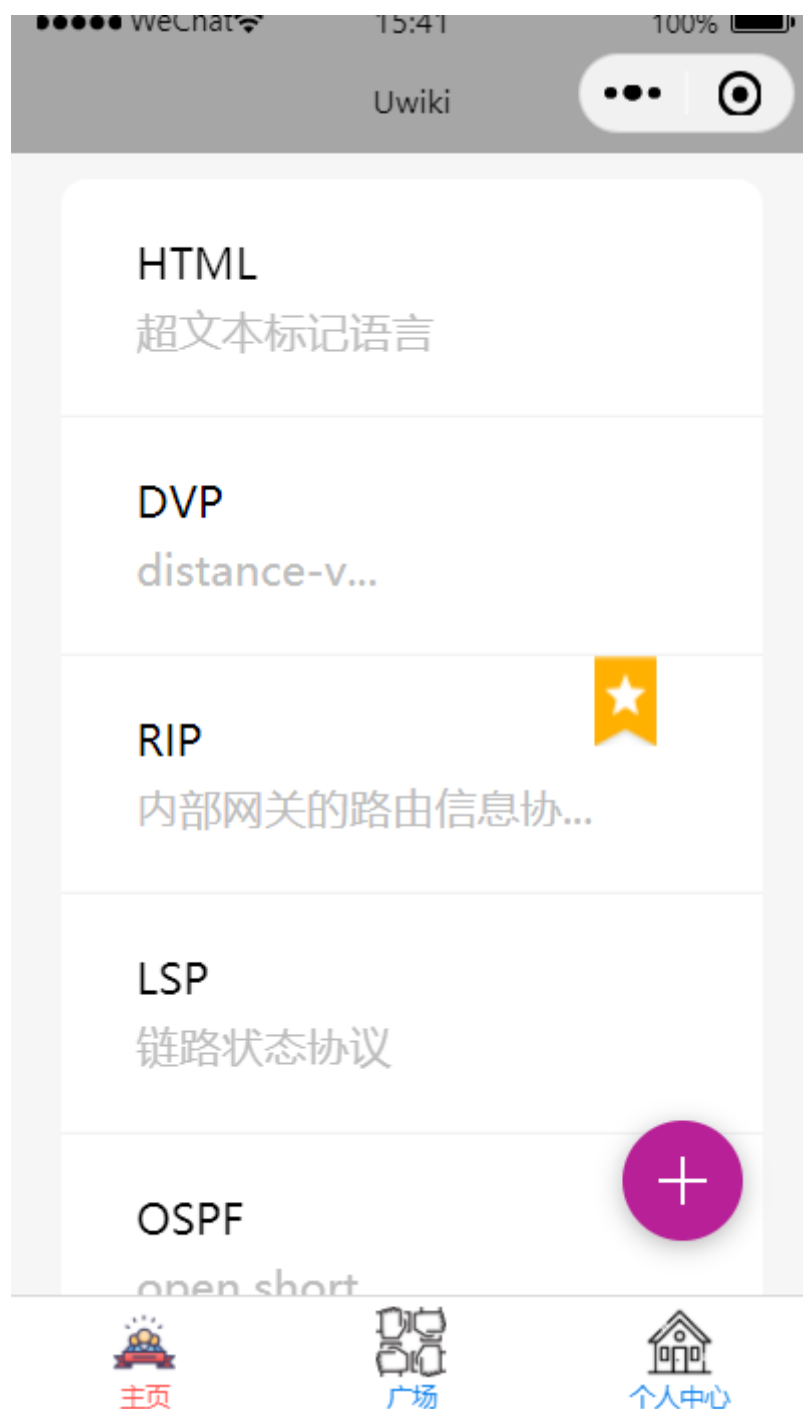 WeChat
15:41
100%
Uwiki
HTML
超文本标记语言
DVP
distance-v...
RIP
内部网关的路由信息协...
LSP
链路状态协议
OSPF
open short
主页
广场
个人中心